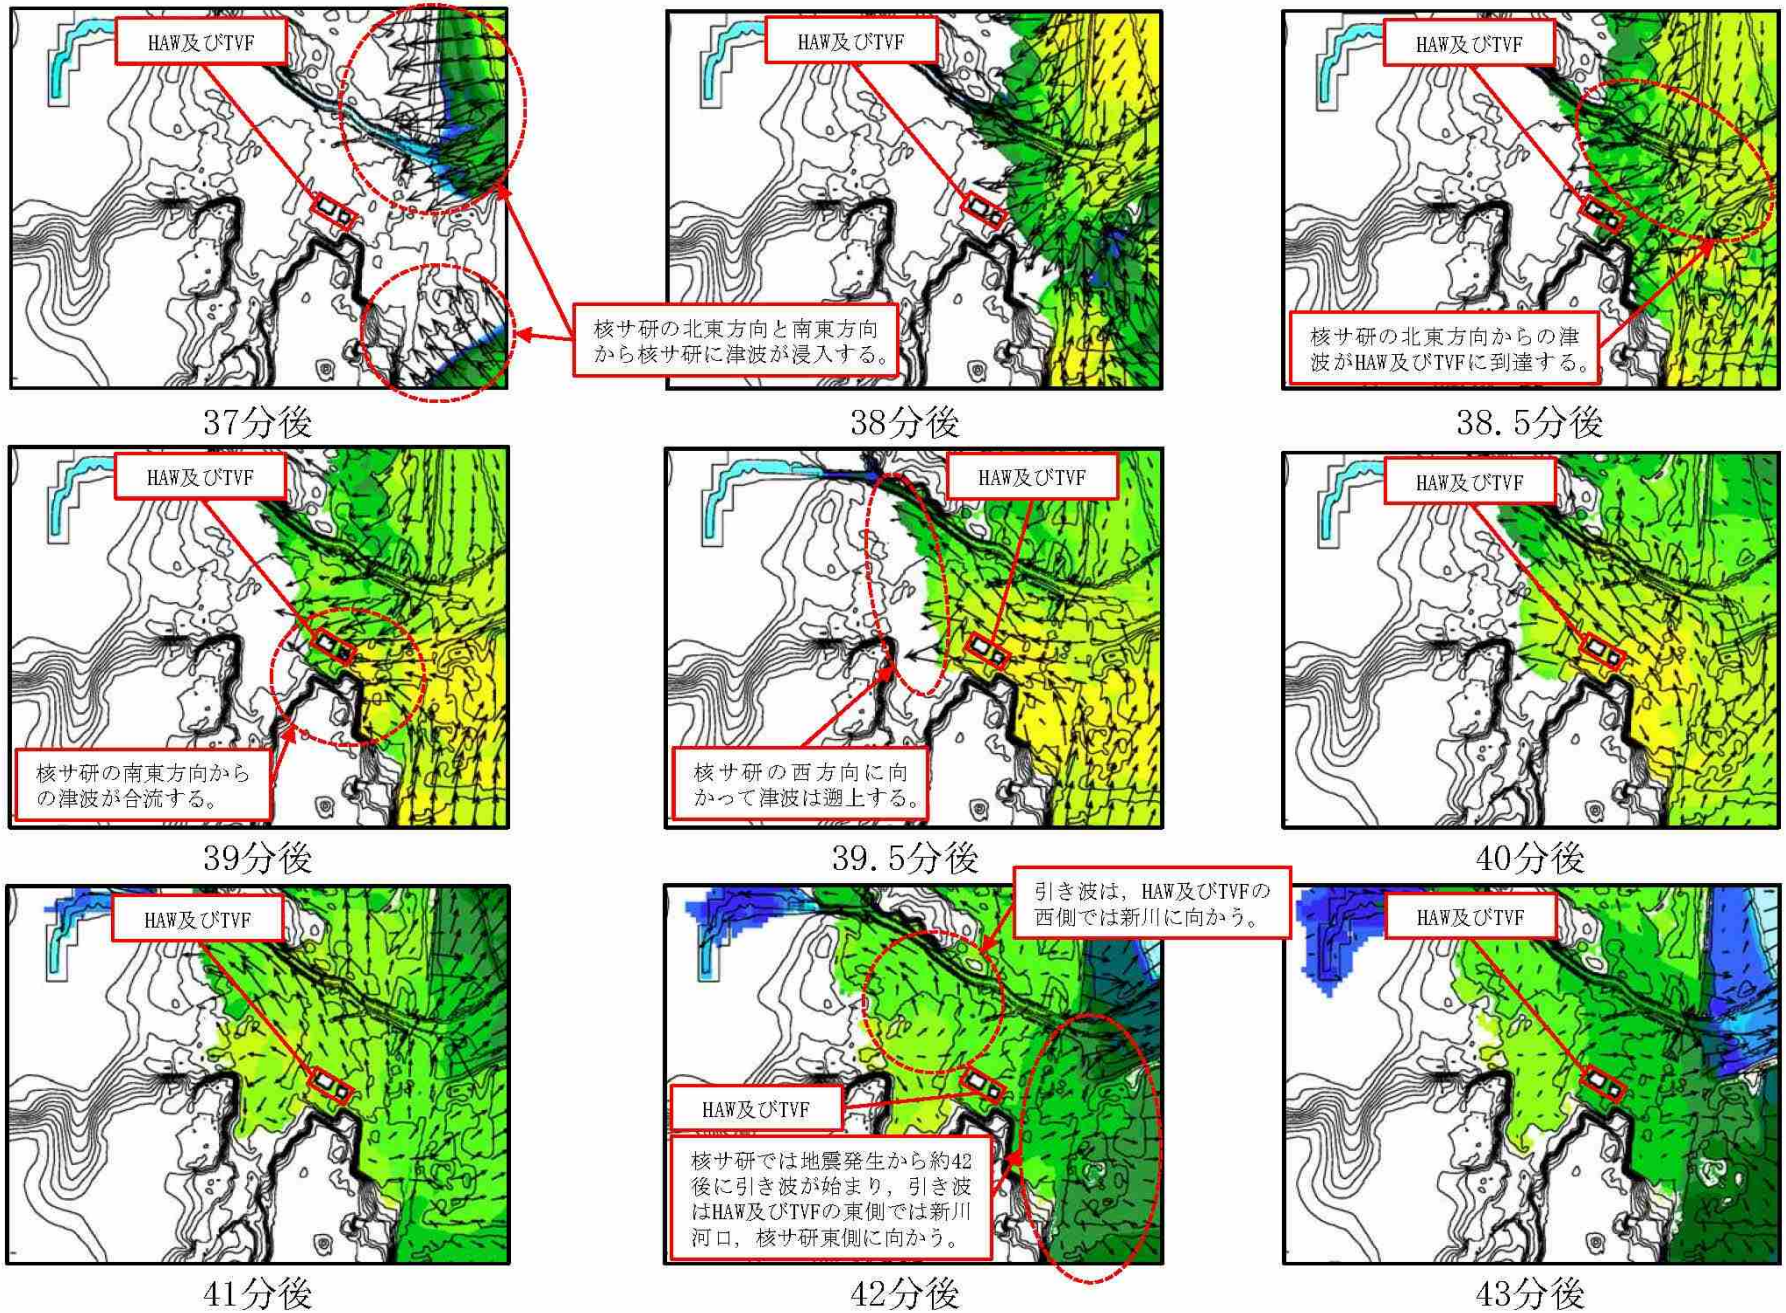 HAW及びTVF
HAW及びTVF
HAW及びTVF
核サ研の北東方向と南東方向
から核サ研に津波が浸入する。
核サ研の北東方向からの津
波がHAW及びTVFに到達する。
37分後
38分後
38.5分後
HAW及びTVF
HAW及びTVF
HAW及びTVF
核サ研の南東方向から
の津波が合流する。
核サ研の西方向に向
かって津波は遡上する。
39分後
39.5分後
40分後
HAW及びTVF
引き波は，HAW及びTVFの
西側では新川に向かう。
HAW及びTVF
HAW及びTVF
核サ研では地震発生から約42
後に引き波が始まり，引き波
はHAW及びTVFの東側では新川
河口，核サ研東側に向かう。
41分後
42分後
43分後